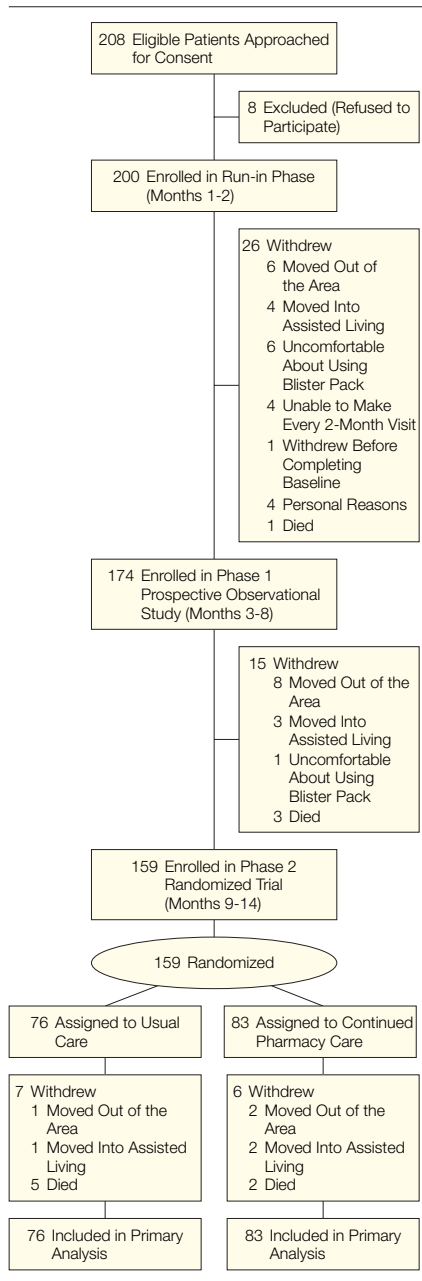 208 Eligible Patients Approached
for Consent
8 Excluded (Refused to
Participate)
200 Enrolled in Run-in Phase
(Months 1-2)
26 Withdrew
6 Moved Out of
the Area
4 Moved Into
Assisted Living
6 Uncomfortable
About Using
Blister Pack
4 Unable to Make
Every 2-Month Visit
1 Withdrew Before
Completing
Baseline
4 Personal Reasons
1 Died
174 Enrolled in Phase 1
Prospective Observational
Study (Months 3-8)
15 Withdrew
8 Moved Out of the
Area
3 Moved Into
Assisted Living
1 Uncomfortable
About Using
Blister Pack
3 Died
159 Enrolled in Phase 2
Randomized Trial
(Months 9-14)
159 Randomized
76 Assigned to Usual
Care
7 Withdrew
1 Moved Out of the
Area
1 Moved Into Assisted
Living
5 Died
76 Included in Primary
Analysis
83 Assigned to Continued
Pharmacy Care
6 Withdrew
2 Moved Out of the
Area
2 Moved Into Assisted
Living
2 Died
83 Included in Primary
Analysis